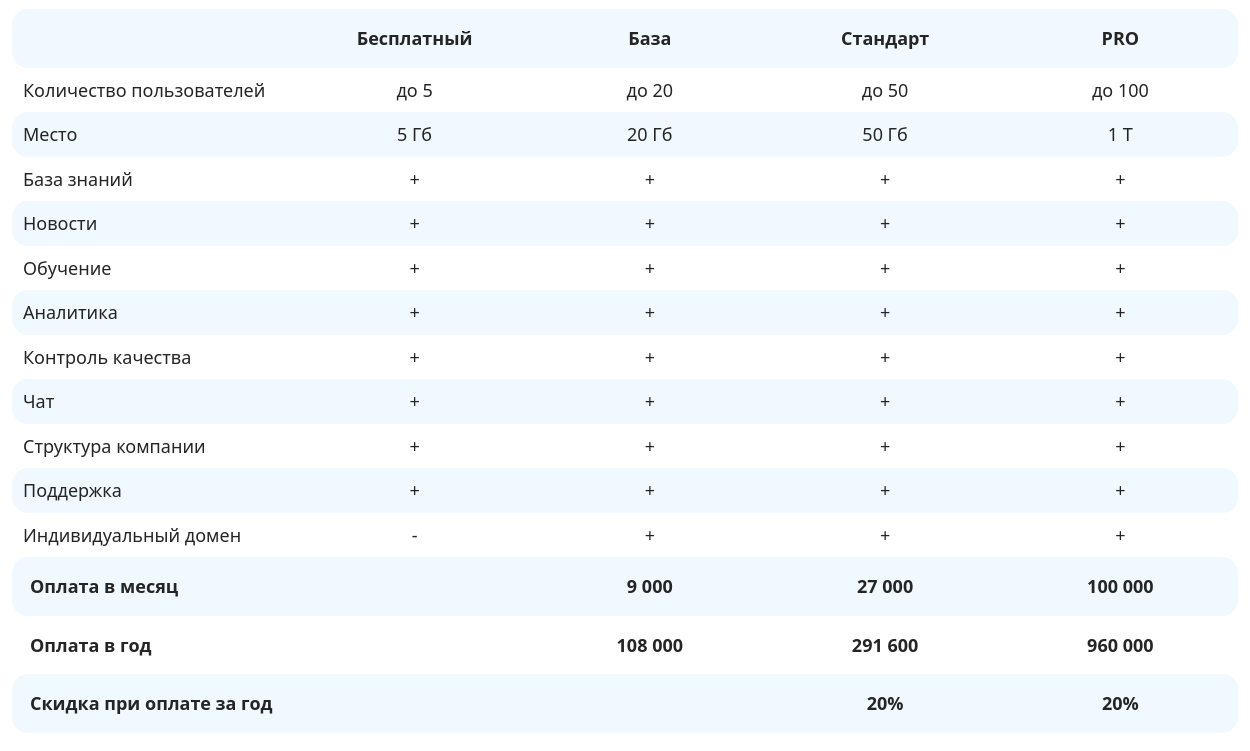 Бесплатный База Стандарт PRO
Количество пользователей до 5 до 20 до 50 до 100
Место 5 Гб 20 Гб 50 Гб 1 Т
База знаний + + + +
Новости + + + +
Обучение + + + +
Аналитика + + + +
Контроль качества + + + +
Чат + + + +
Структура компании + + + +
Поддержка + + + +
Индивидуальный домен - + + +
Оплата в месяц 9 000 27 000 100 000
Оплата в год 108 000 291 600 960 000
Скидка при оплате за год 20% 20%